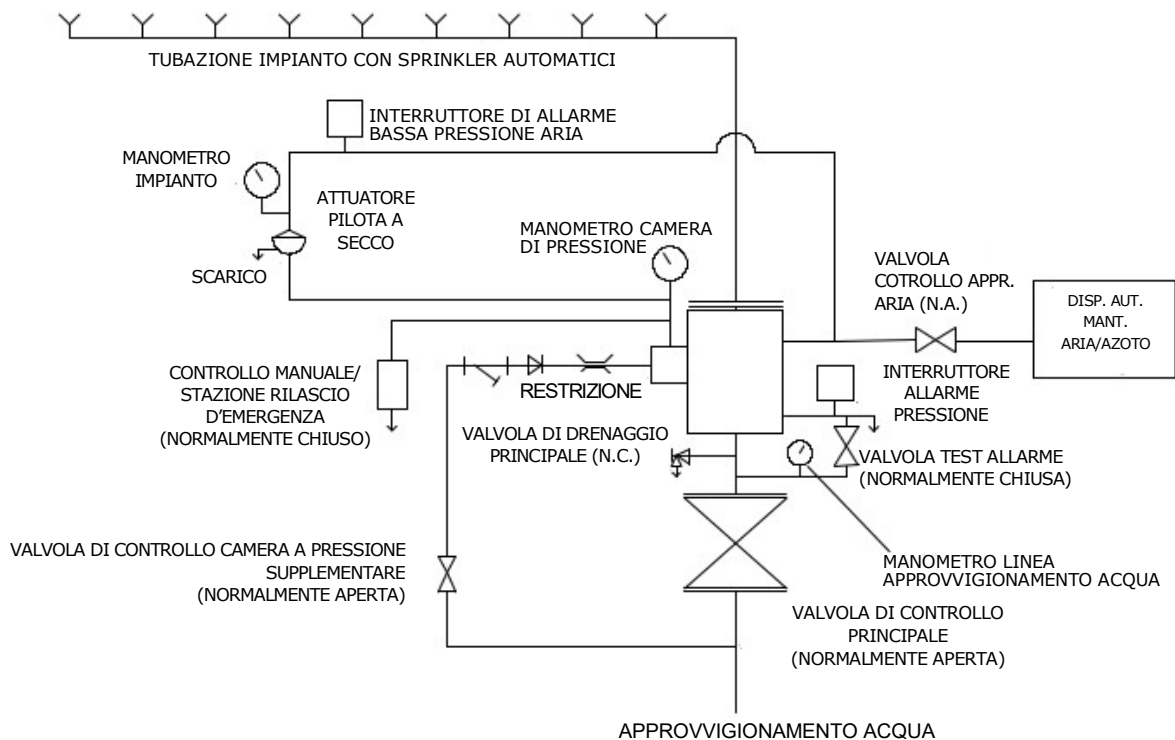 TUBAZIONE IMPIANTO CON SPRINKLER AUTOMATICI
INTERRUTTORE DI ALLARME
BASSA PRESSIONE ARIA
MANOMETRO
IMPIANTO
ATTUATORE
PILOTA A
SECCO
SCARICO
MANOMETRO CAMERA
DI PRESSIONE
VALVOLA
COTROLLO APPR.
ARIA (N.A.)
DISP. AUT.
MANT.
ARIA/AZOTO
CONTROLLO MANUALE/
STAZIONE RILASCIO
D'EMERGENZA
(NORMALMENTE CHIUSO)
RESTRIZIONE
INTERRUTTORE
ALLARME
PRESSIONE
VALVOLA DI DRENAGGIO
PRINCIPALE (N.C.)
VALVOLA TEST ALLARME
(NORMALMENTE CHIUSA)
VALVOLA DI CONTROLLO CAMERA A PRESSIONE
SUPPLEMENTARE
(NORMALMENTE APERTA)
MANOMETRO LINEA
APPROVVIGIONAMENTO ACQUA
VALVOLA DI CONTROLLO
PRINCIPALE
(NORMALMENTE APERTA)
APPROVVIGIONAMENTO ACQUA